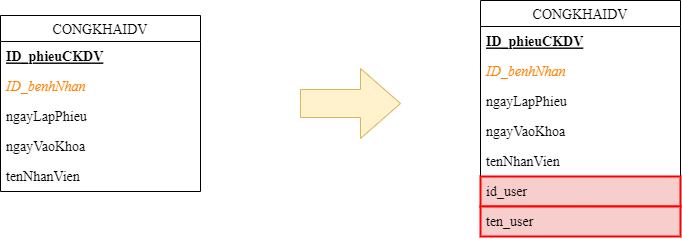 CONGKHAIDV
ID_phieuCKDV
ID_benhNhan
ngayLapPhieu
ngayVaoKhoa
tenNhanVien
CONGKHAIDV
ID_phieuCKDV
ID_benhNhan
ngayLapPhieu
ngayVaoKhoa
tenNhanVien
id_user
ten_user